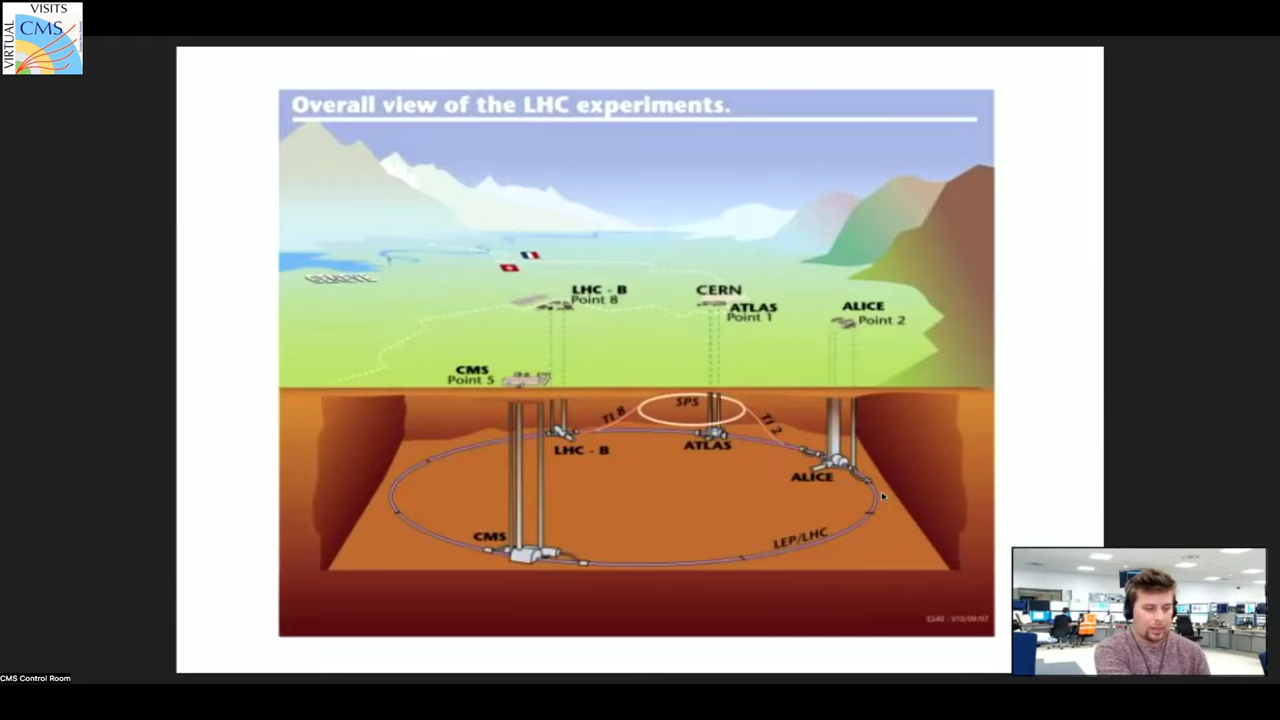 VISITS
VIRTUAL
CMS
Overall view of the LHC experiments.
LHC - B
Point 8
CERN
ATLAS
Point 1
ALICE
Point 2
CMS
Point 5
SPS
TI 8
TI 2
LHC - B
ATLAS
ALICE
CMS
LEP/LHC
CMS Control Room